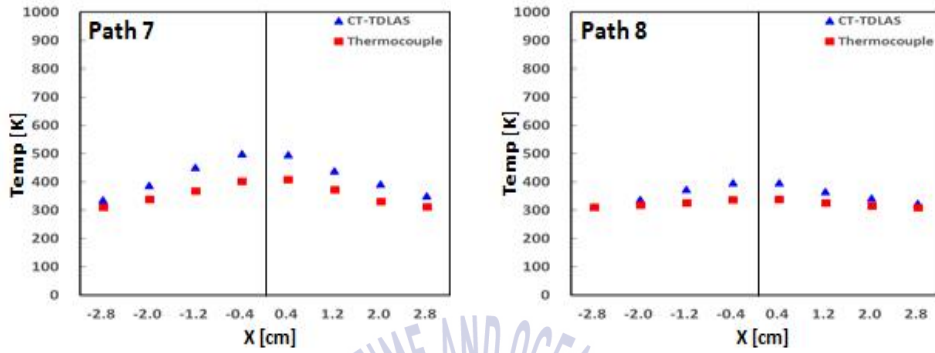 Path 7
CT-TDLAS
Thermocouple
1000
900
800
700
600
500
400
300
200
100
0
Temp [K]
-2.8 -2.0 -1.2 -0.4 0.4 1.2 2.0 2.8
X [cm]
Path 8
CT-TDLAS
Thermocouple
1000
900
800
700
600
500
400
300
200
100
0
Temp [K]
-2.8 -2.0 -1.2 -0.4 0.4 1.2 2.0 2.8
X [cm]
TIME AND OCEA